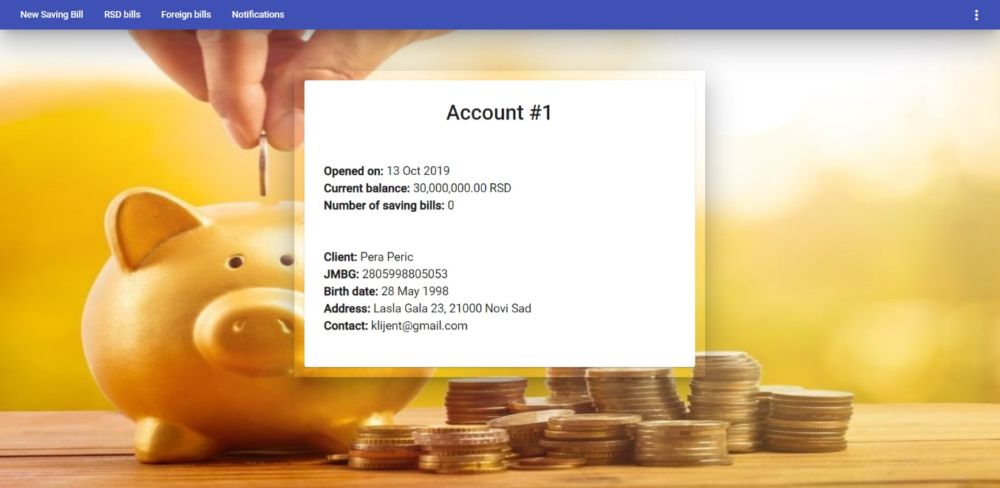 New Saving Bill RSD bills Foreign bills Notifications
Account #1
Opened on: 13 Oct 2019
Current balance: 30,000,000.00 RSD
Number of saving bills: 0
Client: Pera Peric
JMBG: 2805998805053
Birth date: 28 May 1998
Address: Lasla Gala 23, 21000 Novi Sad
Contact: klijent@gmail.com